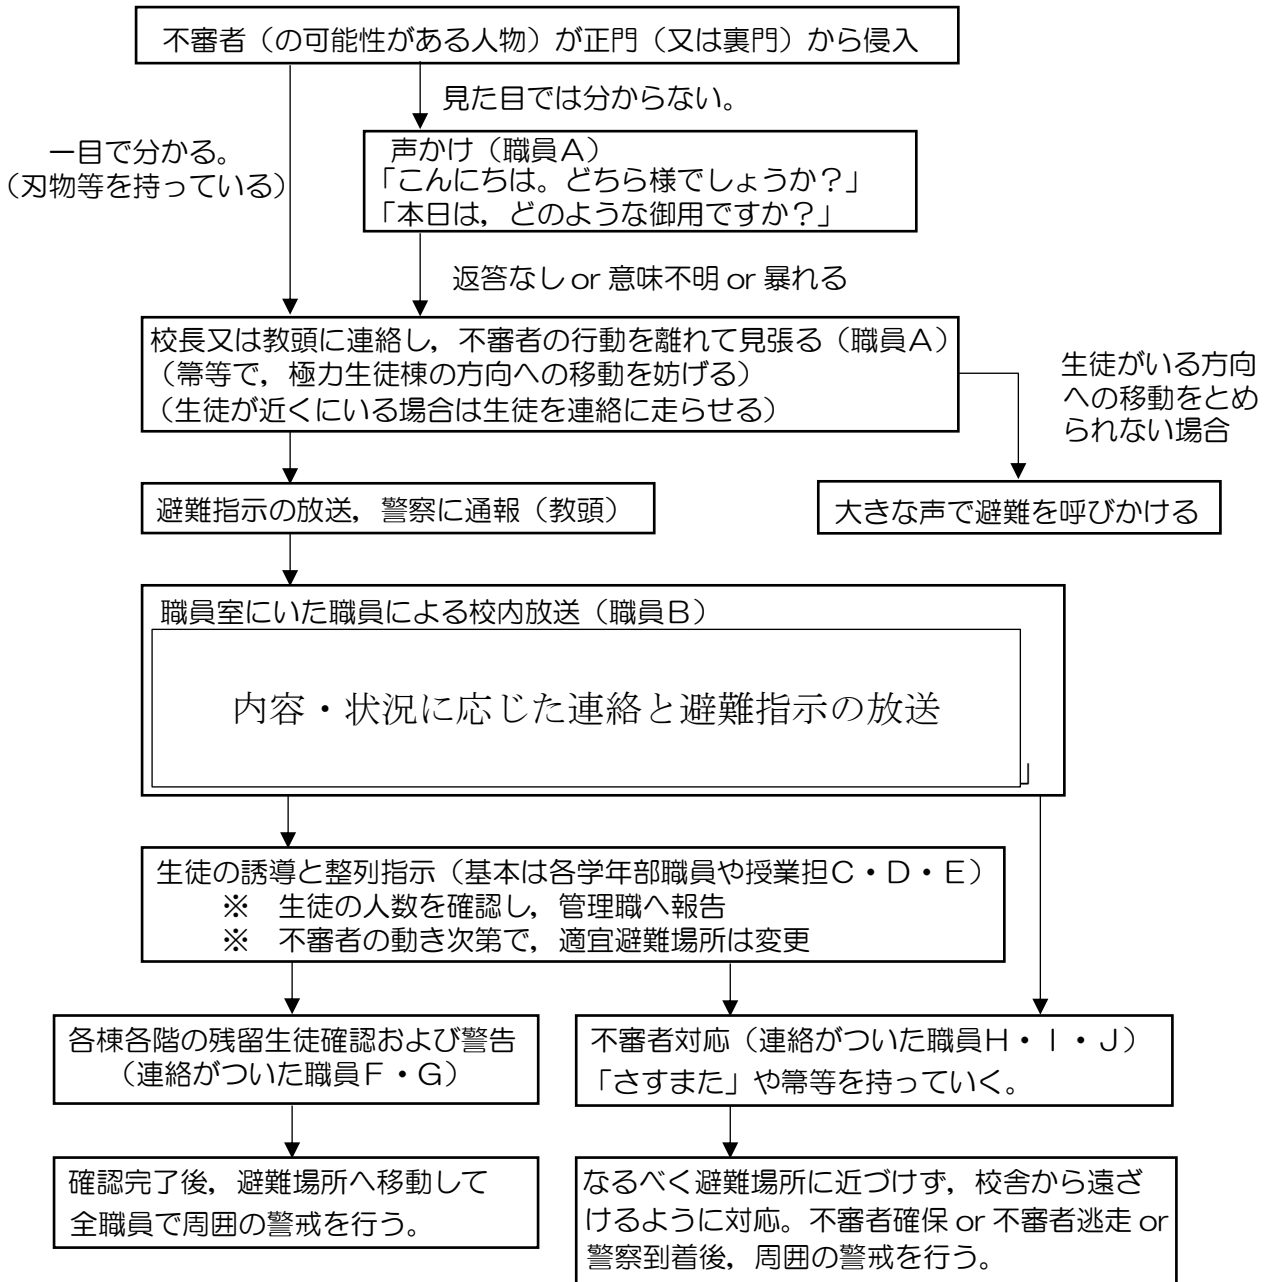 不審者（の可能性がある人物）が正門（又は裏門）から侵入
見た目では分からない。
一目で分かる。
（刃物等を持っている）
声かけ（職員Ａ）
「こんにちは。どちら様でしょうか？」
「本日は，どのような御用ですか？」
返答なし or 意味不明 or 暴れる
校長又は教頭に連絡し，不審者の行動を離れて見張る（職員Ａ）
（箒等で，極力生徒棟の方向への移動を妨げる）
（生徒が近くにいる場合は生徒を連絡に走らせる）
生徒がいる方向
への移動をとめ
られない場合
避難指示の放送，警察に通報（教頭）
大きな声で避難を呼びかける
職員室にいた職員による校内放送（職員Ｂ）
内容・状況に応じた連絡と避難指示の放送
」
生徒の誘導と整列指示（基本は各学年部職員や授業担Ｃ・Ｄ・Ｅ）
※　生徒の人数を確認し，管理職へ報告
※　不審者の動き次第で，適宜避難場所は変更
各棟各階の残留生徒確認および警告
（連絡がついた職員Ｆ・Ｇ）
不審者対応（連絡がついた職員Ｈ・Ｉ・Ｊ）
「さすまた」や箒等を持っていく。
確認完了後，避難場所へ移動して
全職員で周囲の警戒を行う。
なるべく避難場所に近づけず，校舎から遠ざ
けるように対応。不審者確保 or 不審者逃走 or
警察到着後，周囲の警戒を行う。